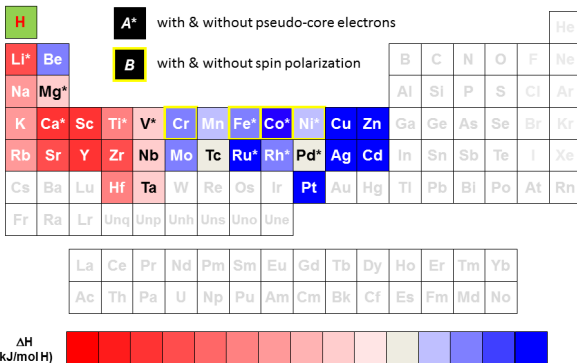 H A* with & without pseudo-core electrons He
Li* Be B with & without spin polarization B C N O F Ne
Na Mg* Al Si P S Cl Ar
K Ca* Sc Ti* V* Cr Mn Fe* Co* Ni* Cu Zn Ga Ge As Se Br Kr
Rb Sr Y Zr Nb Mo Tc Ru* Rh* Pd* Ag Cd In Sn Sb Te I Xe
Cs Ba Lu Hf Ta W Re Os Ir Pt Au Hg Tl Pb Bi Po At Rn
Fr Ra Lr Unq Unp Unh Uns Uno Une
La Ce Pr Nd Pm Sm Eu Gd Tb Dy Ho Er Tm Yb
Ac Th Pa U Np Pu Am Cm Bk Cf Es Fm Md No
ΔH
kJ/mol H)